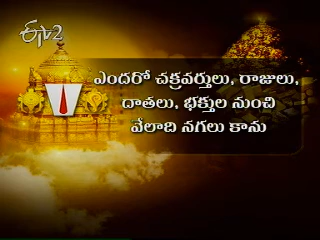 ETV2
ఎందరో చక్రవర్తులు, రాజులు,
దాతలు, భక్తుల నుంచి
వేలాది నగలు కాను